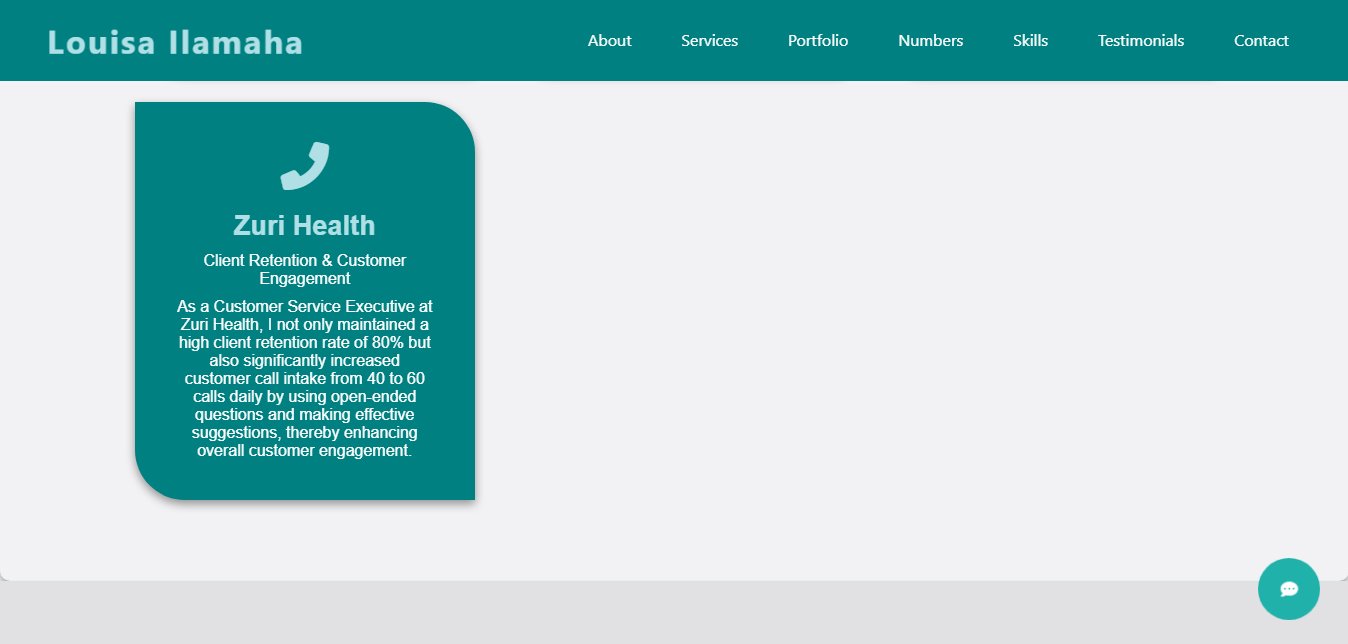 Louisa Ilamaha
About Services Portfolio Numbers Skills Testimonials Contact
Zuri Health
Client Retention & Customer
Engagement
As a Customer Service Executive at
Zuri Health, I not only maintained a
high client retention rate of 80% but
also significantly increased
customer call intake from 40 to 60
calls daily by using open-ended
questions and making effective
suggestions, thereby enhancing
overall customer engagement.